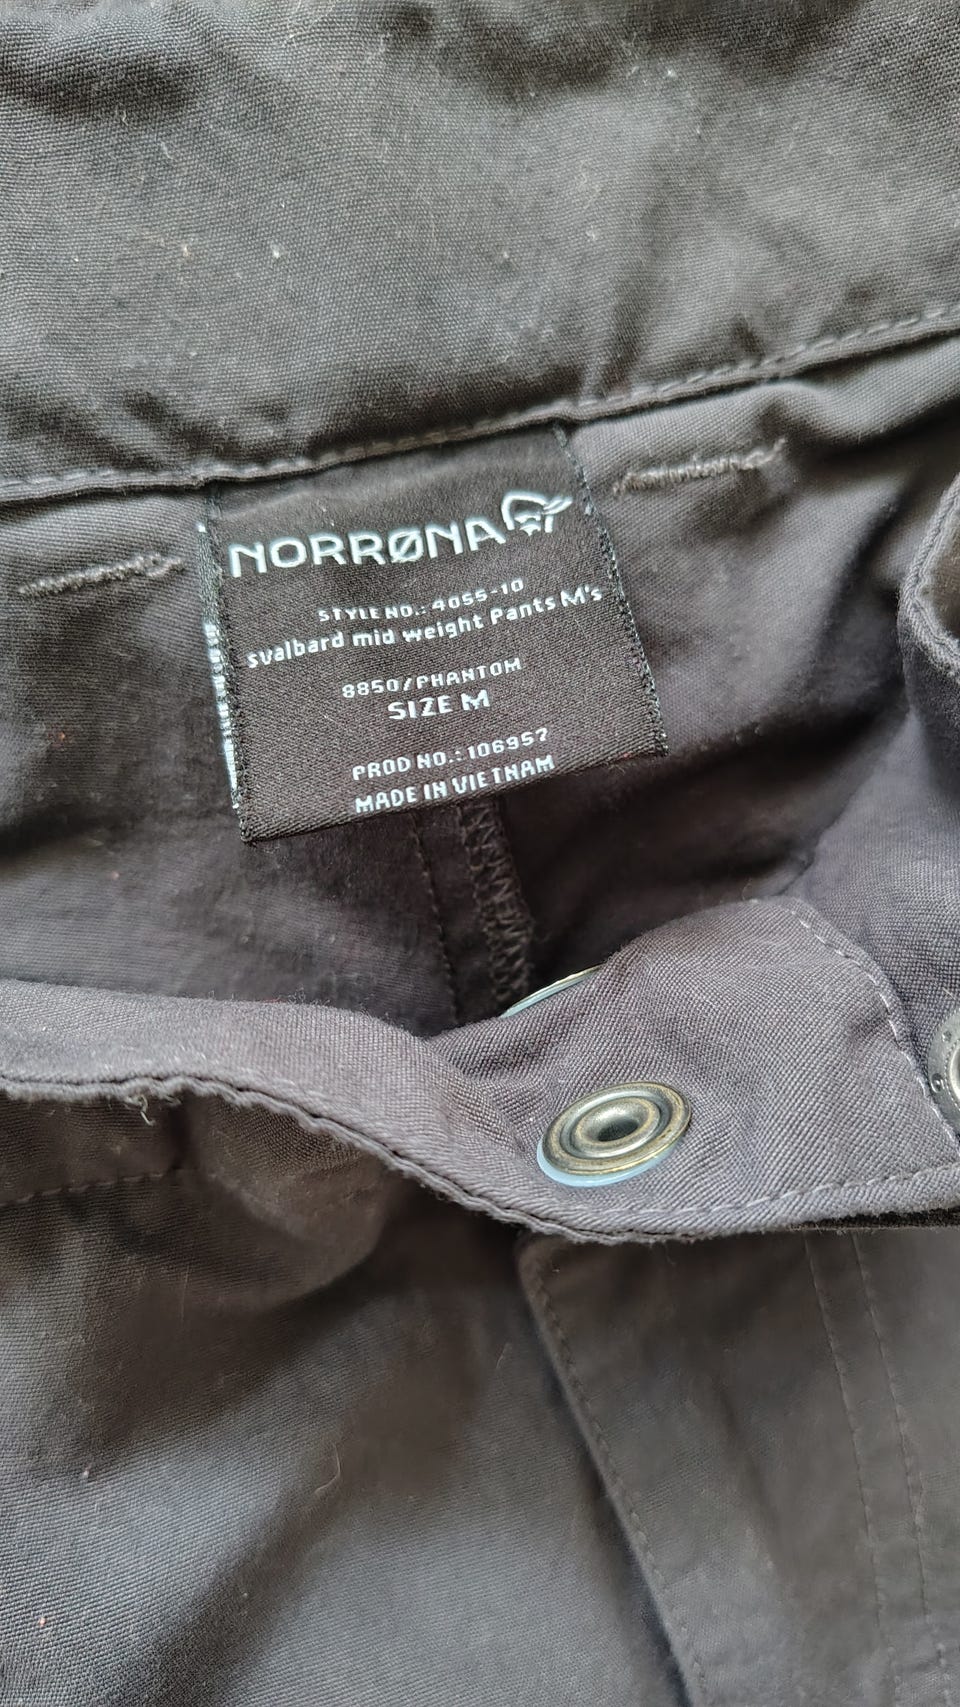 NORRØNA
STYLE NO.: 4055-10
svalbard mid weight Pants M's
8850/PHANTOM
SIZE M
PROD NO.: 106957
MADE IN VIETNAM